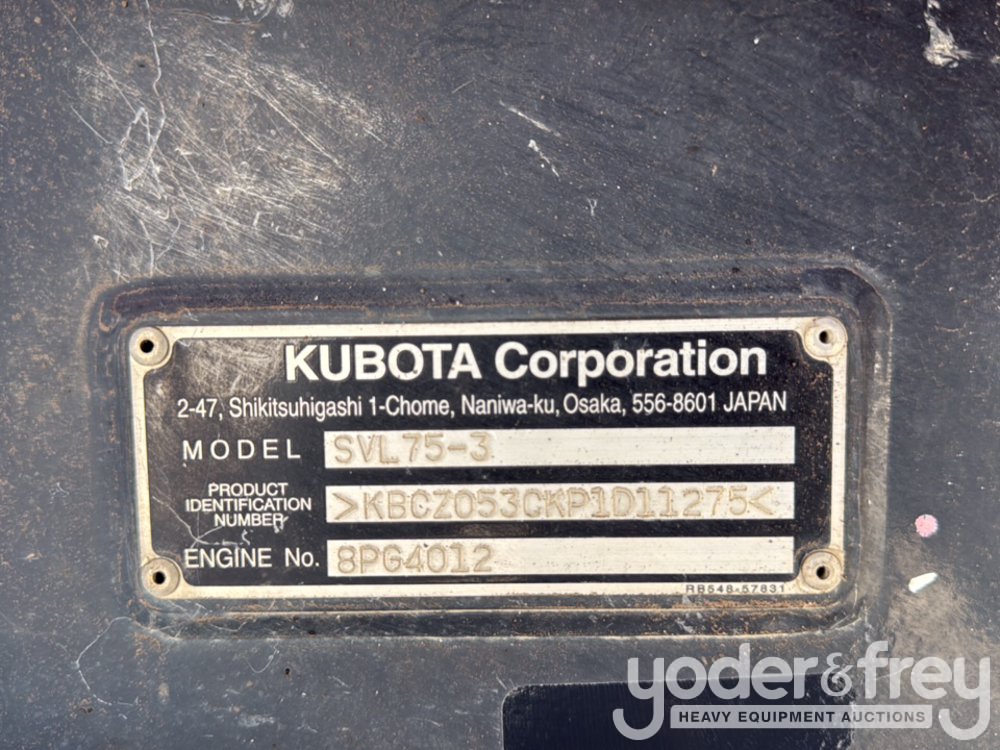 KUBOTA Corporation
2-47, Shikitsuhigashi 1-Chome, Naniwa-ku, Osaka, 556-8601 JAPAN
MODEL SVL75-3
PRODUCT
IDENTIFICATION
NUMBER >KBCZ053CKP1D11275<
ENGINE No. 8PG4012
RB548-57831
yoder&frey
HEAVY EQUIPMENT AUCTIONS